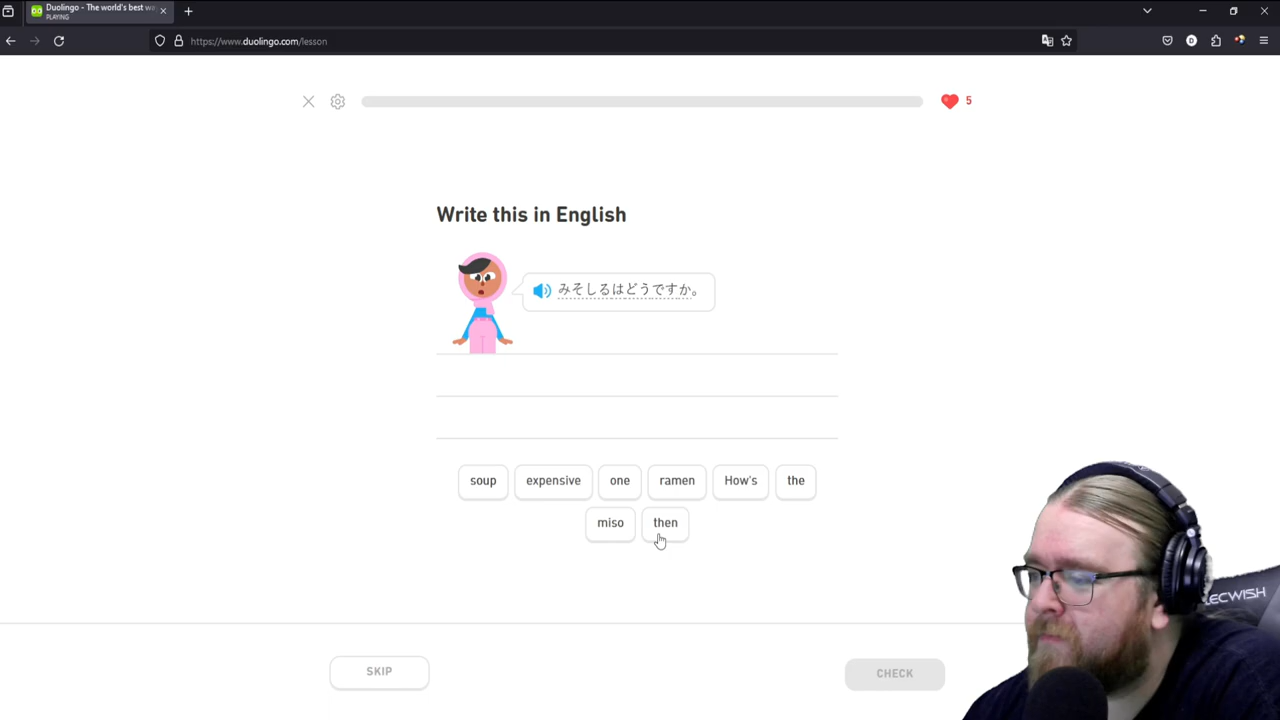 Duolingo - The world's best wa
PLAYING
https://www.duolingo.com/lesson
5
Write this in English
みそしるはどうですか。
soup expensive one ramen How's the
miso then
SKIP
CHECK
LECWISH